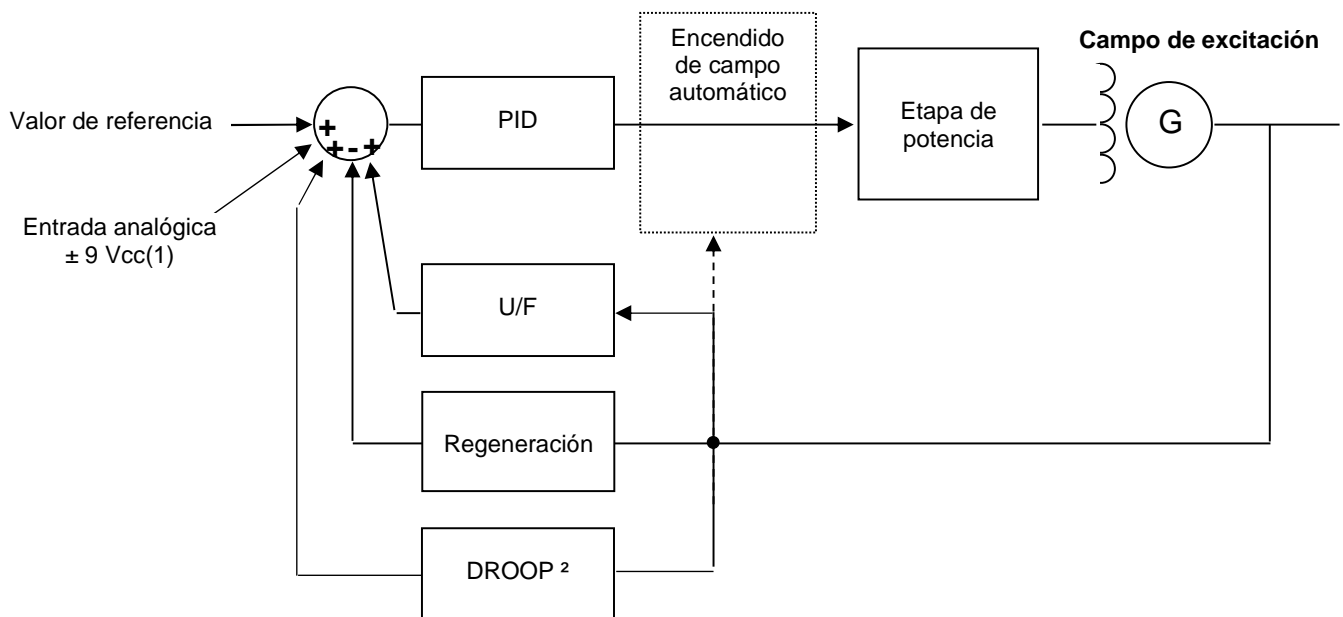 Encendido
de campo
automático
Campo de excitación
Valor de referencia
+
+
-
+
PID
Etapa de
potencia
G
Entrada analógica
± 9 Vcc(1)
U/F
Regeneración
DROOP ²